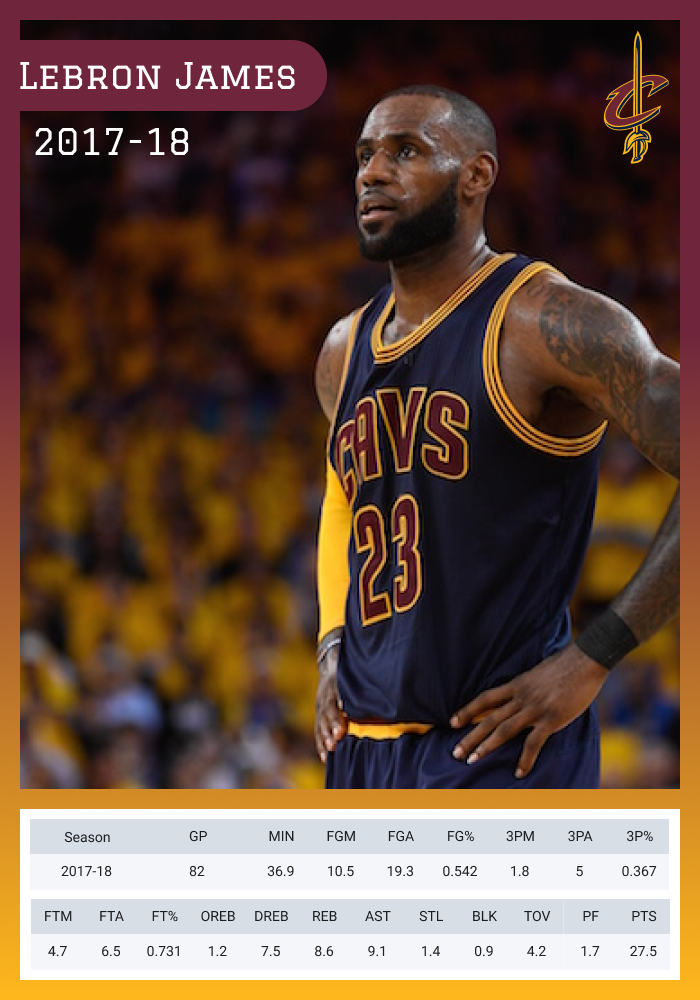 Lebron James
2017-18
CAVS
23
Season GP MIN FGM FGA FG% 3PM 3PA 3P%
2017-18 82 36.9 10.5 19.3 0.542 1.8 5 0.367
FTM FTA FT% OREB DREB REB AST STL BLK TOV PF PTS
4.7 6.5 0.731 1.2 7.5 8.6 9.1 1.4 0.9 4.2 1.7 27.5